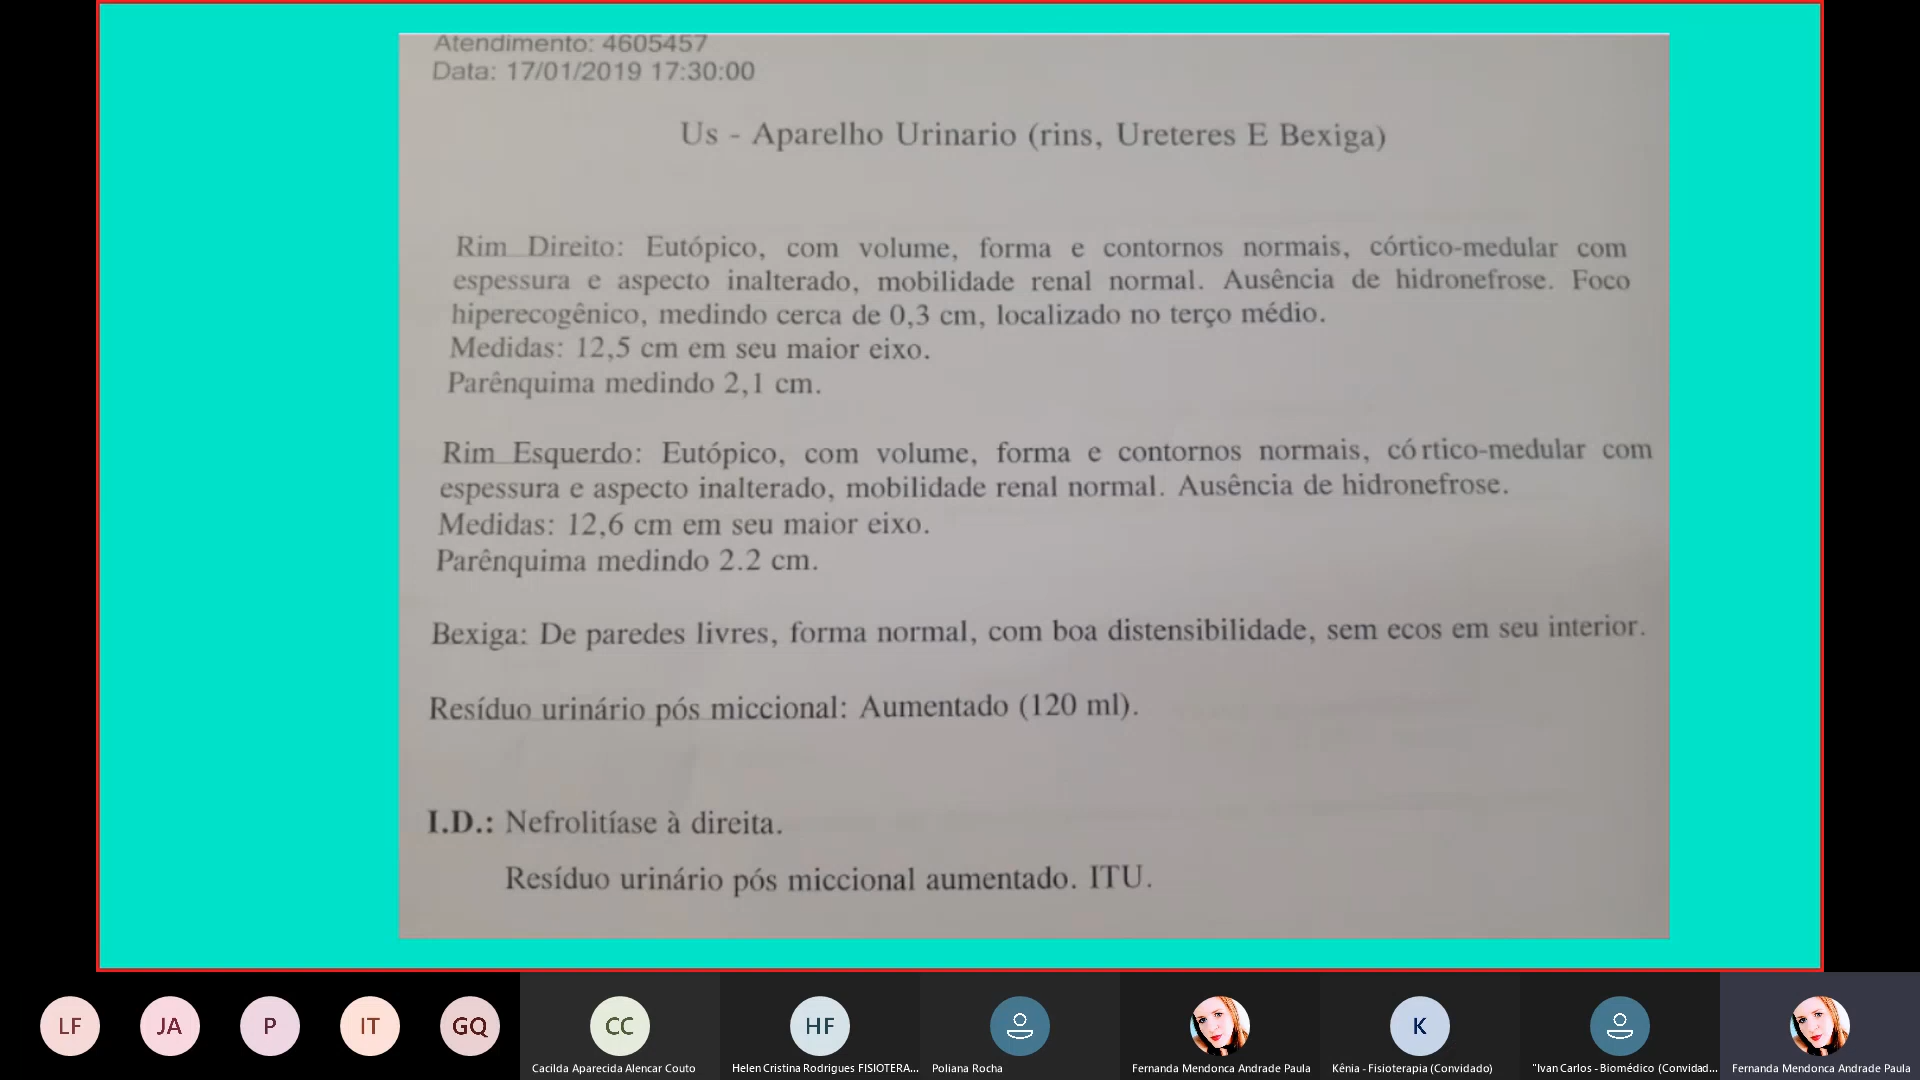 Atendimento: 4605457
Data: 17/01/2019 17:30:00
Us - Aparelho Urinario (rins, Ureteres E Bexiga)
Rim Direito: Eutópico, com volume, forma e contornos normais, córtico-medular com
espessura e aspecto inalterado, mobilidade renal normal. Ausência de hidronefrose. Foco
hiperecogênico, medindo cerca de 0,3 cm, localizado no terço médio.
Medidas: 12,5 cm em seu maior eixo.
Parênquima medindo 2,1 cm.
Rim Esquerdo: Eutópico, com volume, forma e contornos normais, có rtico-medular com
espessura e aspecto inalterado, mobilidade renal normal. Ausência de hidronefrose.
Medidas: 12,6 cm em seu maior eixo.
Parênquima medindo 2.2 cm.
Bexiga: De paredes livres, forma normal, com boa distensibilidade, sem ecos em seu interior.
Resíduo urinário pós miccional: Aumentado (120 ml).
I.D.: Nefrolitíase à direita.
Resíduo urinário pós miccional aumentado. ITU.
LF JA P IT GQ CC HF K
Cacilda Aparecida Alencar Couto Helen Cristina Rodrigues FISIOTERA... Poliana Rocha Fernanda Mendonca Andrade Paula Kênia - Fisioterapia (Convidado) "Ivan Carlos - Biomédico (Convidad... Fernanda Mendonca Andrade Paula